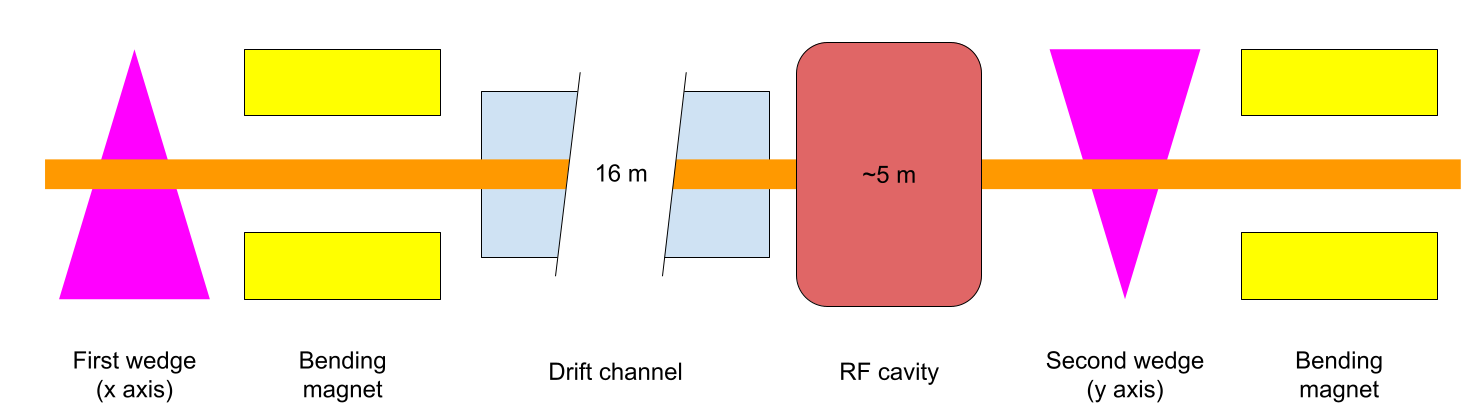 16 m
~5 m
First wedge
(x axis)
Bending
magnet
Drift channel
RF cavity
Second wedge
(y axis)
Bending
magnet